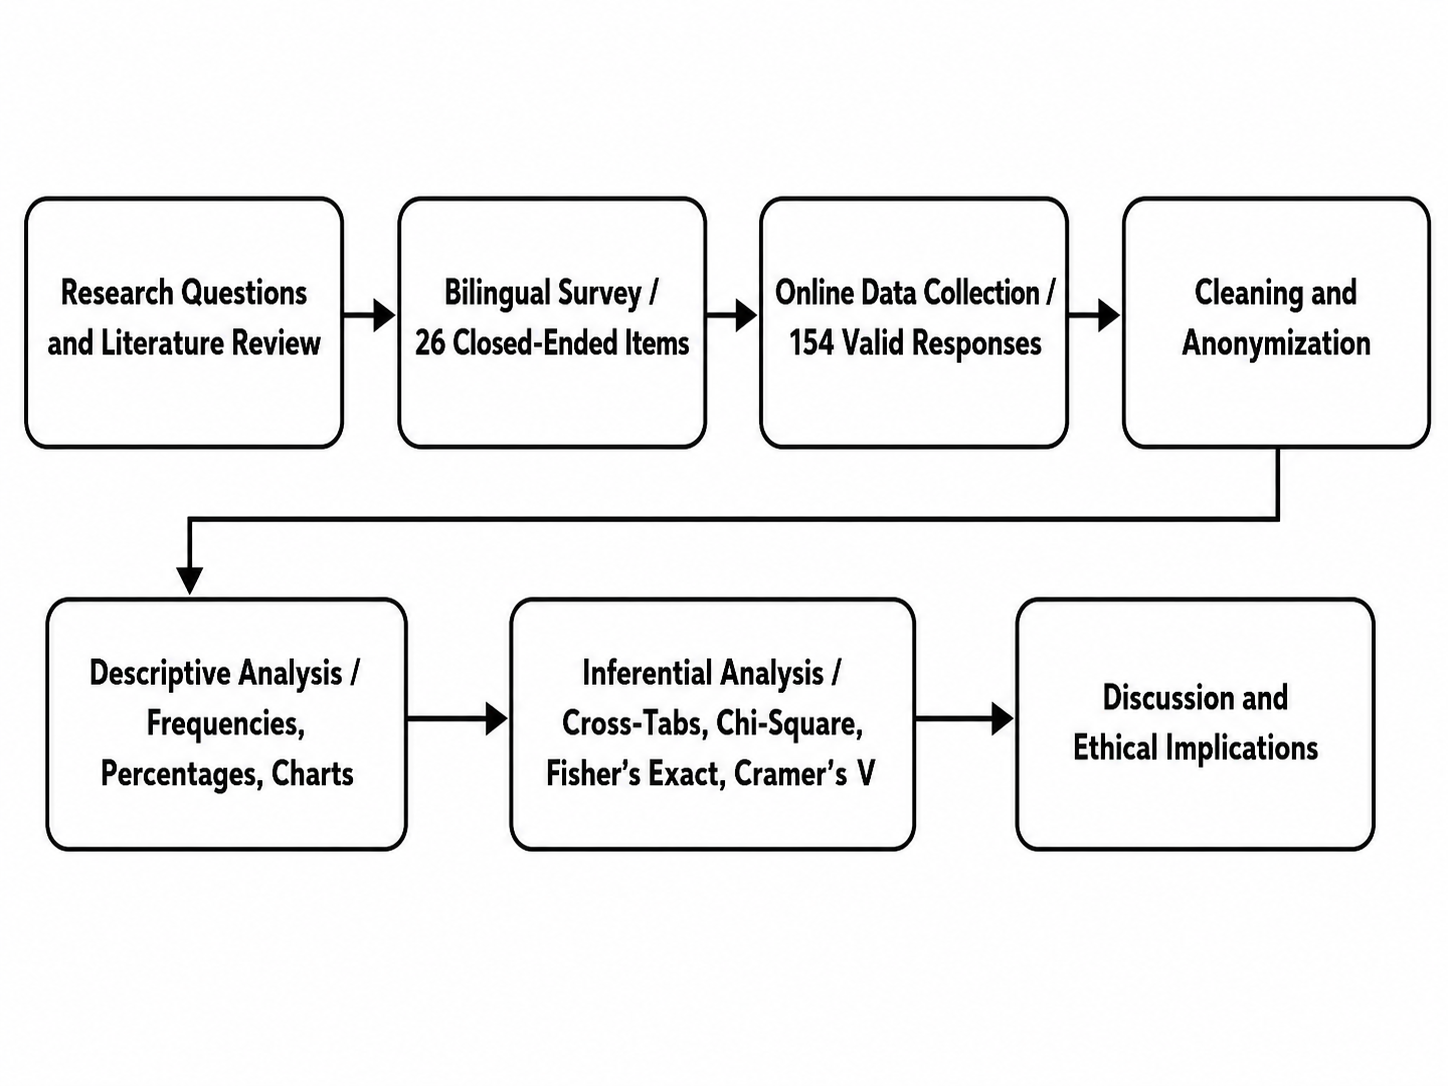 Research Questions
and Literature Review
Bilingual Survey /
26 Closed-Ended Items
Online Data Collection /
154 Valid Responses
Cleaning and
Anonymization
Descriptive Analysis /
Frequencies,
Percentages, Charts
Inferential Analysis /
Cross-Tabs, Chi-Square,
Fisher’s Exact, Cramer’s V
Discussion and
Ethical Implications